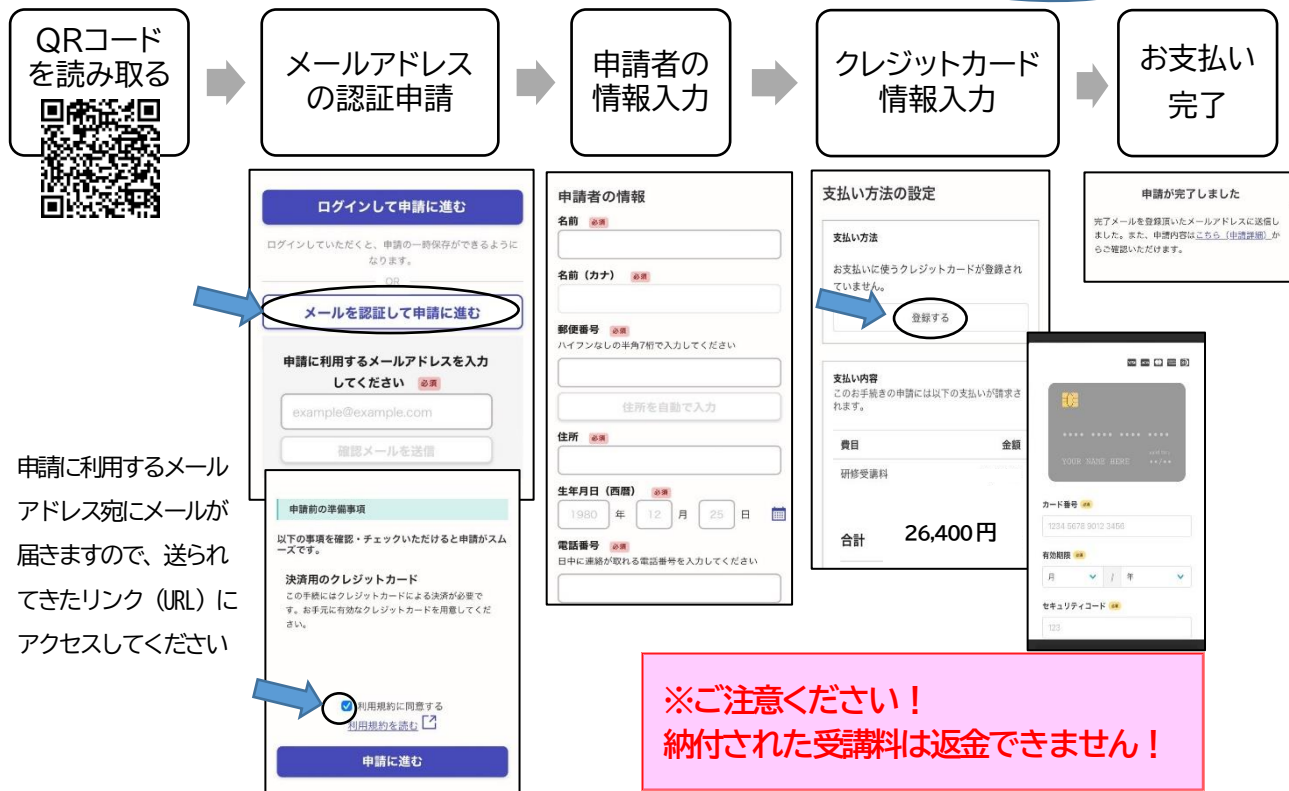 QRコード
を読み取る
メールアドレス
の認証申請
申請者の
情報入力
クレジットカード
情報入力
お支払い
完了
ログインして申請に進む
ログインしていただくと、申請の一時保存ができるように
なります。
OR
メールを認証して申請に進む
申請に利用するメールアドレスを入力
してください 必須
example@example.com
確認メールを送信
申請に利用するメール
アドレス宛にメールが
届きますので、送られ
てきたリンク（URL）に
アクセスしてください
申請前の準備事項
以下の事項を確認・チェックいただけると申請がスム
ーズです。
決済用のクレジットカード
この手続にはクレジットカードによる決済が必要で
す。お手元に有効なクレジットカードを用意してくだ
さい。
利用規約に同意する
利用規約を読む
申請に進む
申請者の情報
名前 必須
名前（カナ） 必須
郵便番号 必須
ハイフンなしの半角7桁で入力してください
住所を自動で入力
住所 必須
生年月日（西暦） 必須
1980 年 12 月 25 日
電話番号 必須
日中に連絡が取れる電話番号を入力してください
支払い方法の設定
支払い方法
お支払いに使うクレジットカードが登録され
ていません。
登録する
支払い内容
このお手続きの申請には以下の支払いが請求さ
れます。
費目 金額
研修受講料
合計 26,400円
申請が完了しました
完了メールを登録頂いたメールアドレスに送信し
ました。また、申請内容はこちら（申請詳細）か
らご確認いただけます。
•••• •••• •••• ••••
YOUR NAME HERE ••/••
カード番号 必須
1234 5678 9012 3456
有効期限 必須
月 / 年
セキュリティコード 必須
123
※ご注意ください！
納付された受講料は返金できません！